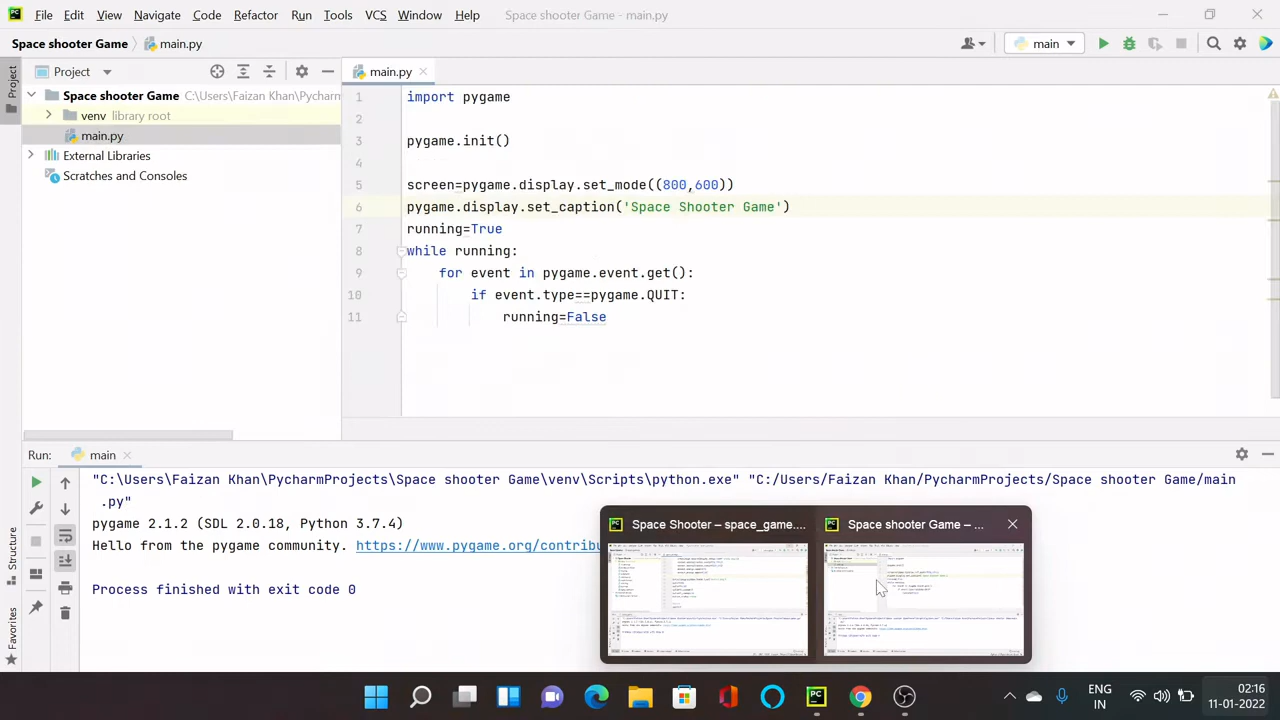 File Edit View Navigate Code Refactor Run Tools VCS Window Help Space shooter Game - main.py
Space shooter Game main.py main
Project main.py
Project
Space shooter Game C:\Users\Faizan Khan\Pycharm
venv library root
main.py
External Libraries
Scratches and Consoles
1 import pygame
2
3 pygame.init()
4
5 screen=pygame.display.set_mode((800,600))
6 pygame.display.set_caption('Space Shooter Game')
7 running=True
8 while running:
9 for event in pygame.event.get():
10 if event.type==pygame.QUIT:
11 running=False
Run: main
"C:\Users\Faizan Khan\PycharmProjects\Space shooter Game\venv\Scripts\python.exe" "C:/Users/Faizan Khan/PycharmProjects/Space shooter Game/main
.py"
pygame 2.1.2 (SDL 2.0.18, Python 3.7.4)
Hello from the pygame community. https://www.pygame.org/contribu
Process finished with exit code 0
Structure
Favorites
Space Shooter – space_game....
Space shooter Game – ...
ENG
IN
02:16
11-01-2022